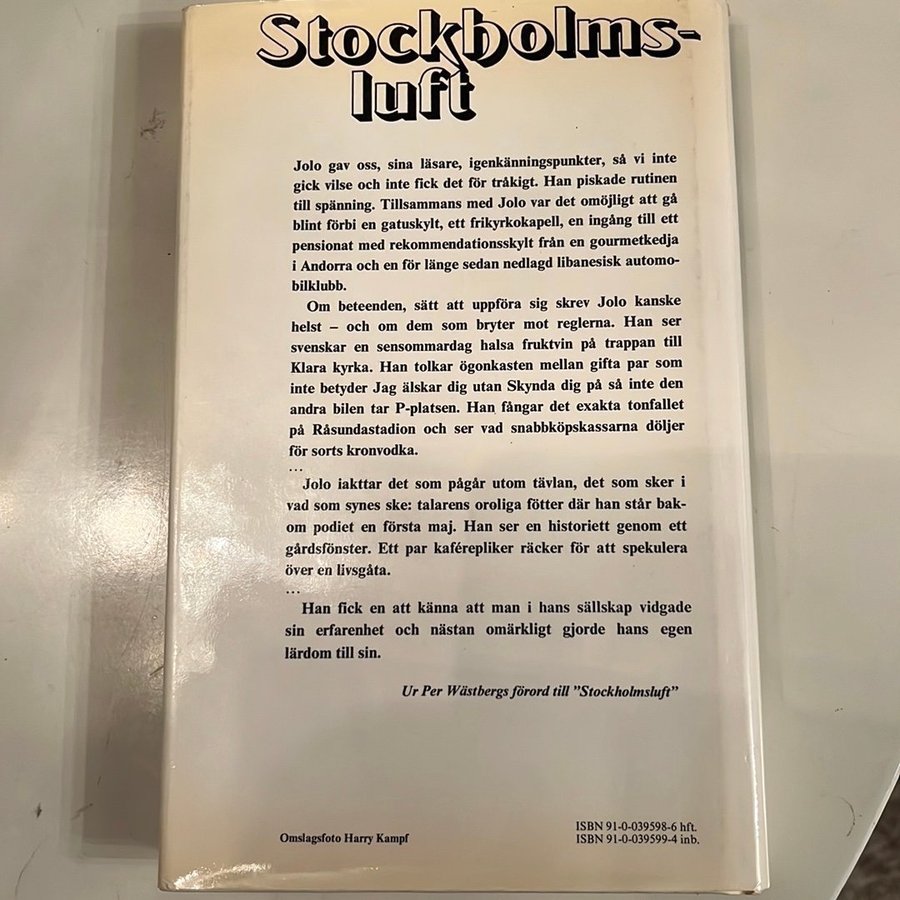 Stockholms-
luft
Jolo gav oss, sina läsare, igenkänningspunkter, så vi inte
gick vilse och inte fick det för tråkigt. Han piskade rutinen
till spänning. Tillsammans med Jolo var det omöjligt att gå
blint förbi en gatuskylt, ett frikyrkokapell, en ingång till ett
pensionat med rekommendationsskylt från en gourmetkedja
i Andorra och en för länge sedan nedlagd libanesisk automo-
bilklubb.
Om beteenden, sätt att uppföra sig skrev Jolo kanske
helst – och om dem som bryter mot reglerna. Han ser
svenskar en sensommardag halsa fruktvin på trappan till
Klara kyrka. Han tolkar ögonkasten mellan gifta par som
inte betyder Jag älskar dig utan Skynda dig på så inte den
andra bilen tar P-platsen. Han fångar det exakta tonfallet
på Råsundastadion och ser vad snabbköpskassarna döljer
för sorts kronvodka.
...
Jolo iakttar det som pågår utom tävlan, det som sker i
vad som synes ske: talarens oroliga fötter där han står bak-
om podiet en första maj. Han ser en historiett genom ett
gårdsfönster. Ett par kaférepliker räcker för att spekulera
över en livsgåta.
...
Han fick en att känna att man i hans sällskap vidgade
sin erfarenhet och nästan omärkligt gjorde hans egen
lärdom till sin.
Ur Per Wästbergs förord till "Stockholmsluft"
Omslagsfoto Harry Kampf
ISBN 91-0-039598-6 hft.
ISBN 91-0-039599-4 inb.